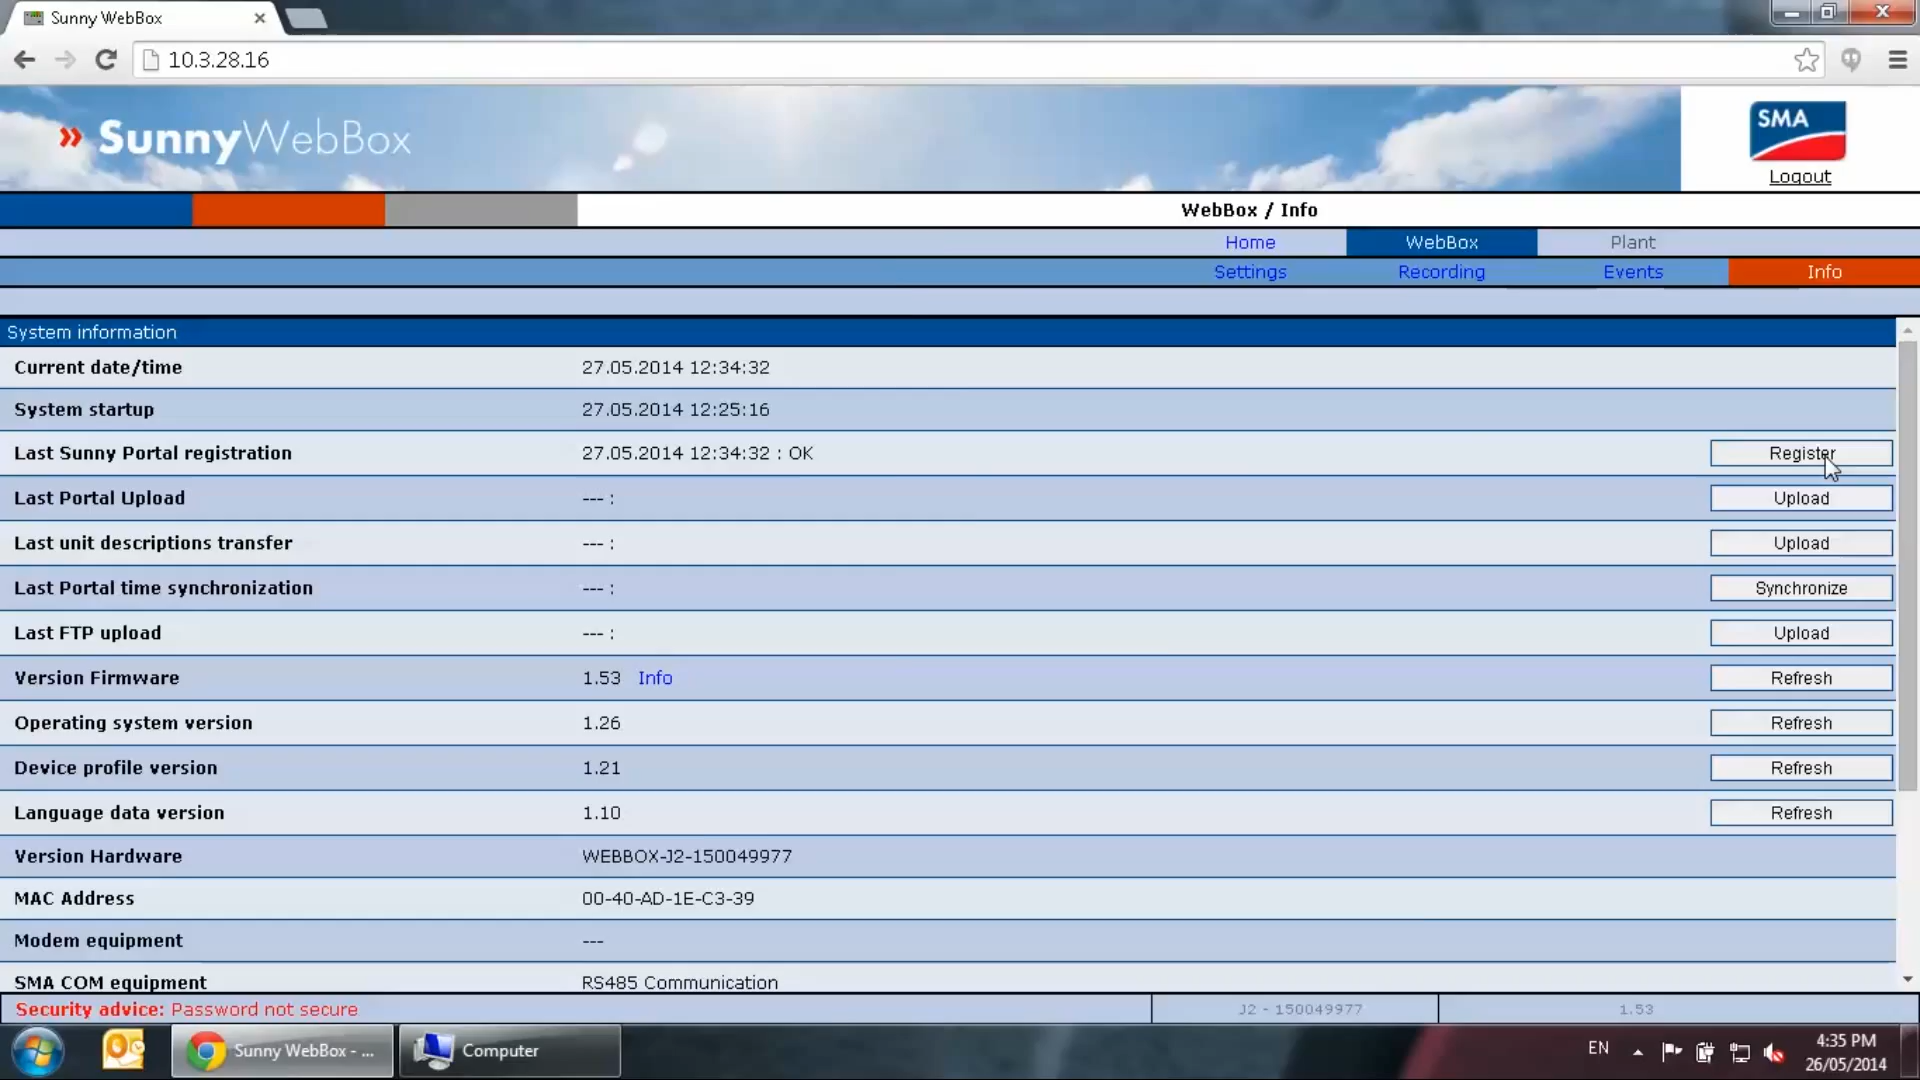 Sunny WebBox
10.3.28.16
SunnyWebBox
SMA
Logout
WebBox / Info
Home WebBox Plant
Settings Recording Events Info
System information
Current date/time 27.05.2014 12:34:32
System startup 27.05.2014 12:25:16
Last Sunny Portal registration 27.05.2014 12:34:32 : OK Register
Last Portal Upload --- : Upload
Last unit descriptions transfer --- : Upload
Last Portal time synchronization --- : Synchronize
Last FTP upload --- : Upload
Version Firmware 1.53 Info Refresh
Operating system version 1.26 Refresh
Device profile version 1.21 Refresh
Language data version 1.10 Refresh
Version Hardware WEBBOX-J2-150049977
MAC Address 00-40-AD-1E-C3-39
Modem equipment ---
SMA COM equipment RS485 Communication
Security advice: Password not secure J2 - 150049977 1.53
Sunny WebBox - ... Computer EN 4:35 PM
26/05/2014